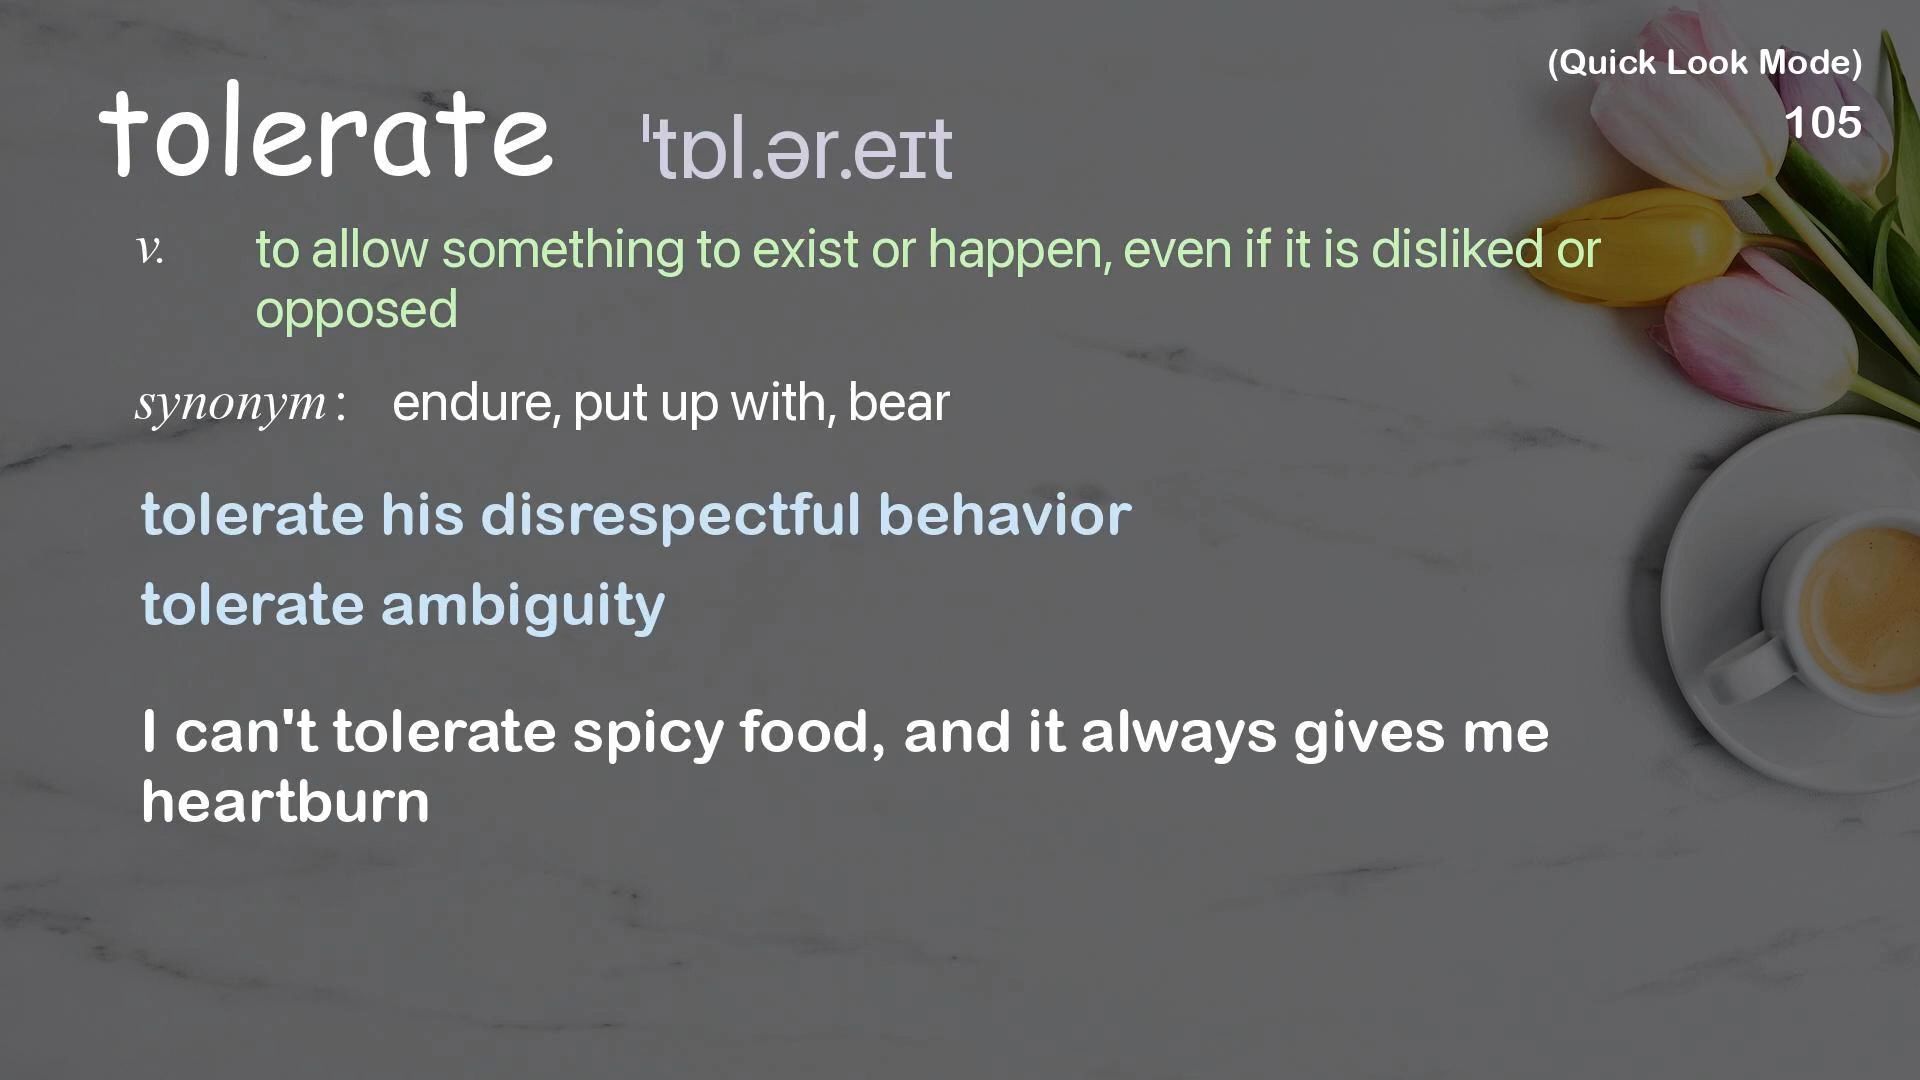 (Quick Look Mode)
105
tolerate ˈtɒl.ər.eɪt
v. to allow something to exist or happen, even if it is disliked or
opposed
synonym: endure, put up with, bear
tolerate his disrespectful behavior
tolerate ambiguity
I can't tolerate spicy food, and it always gives me
heartburn